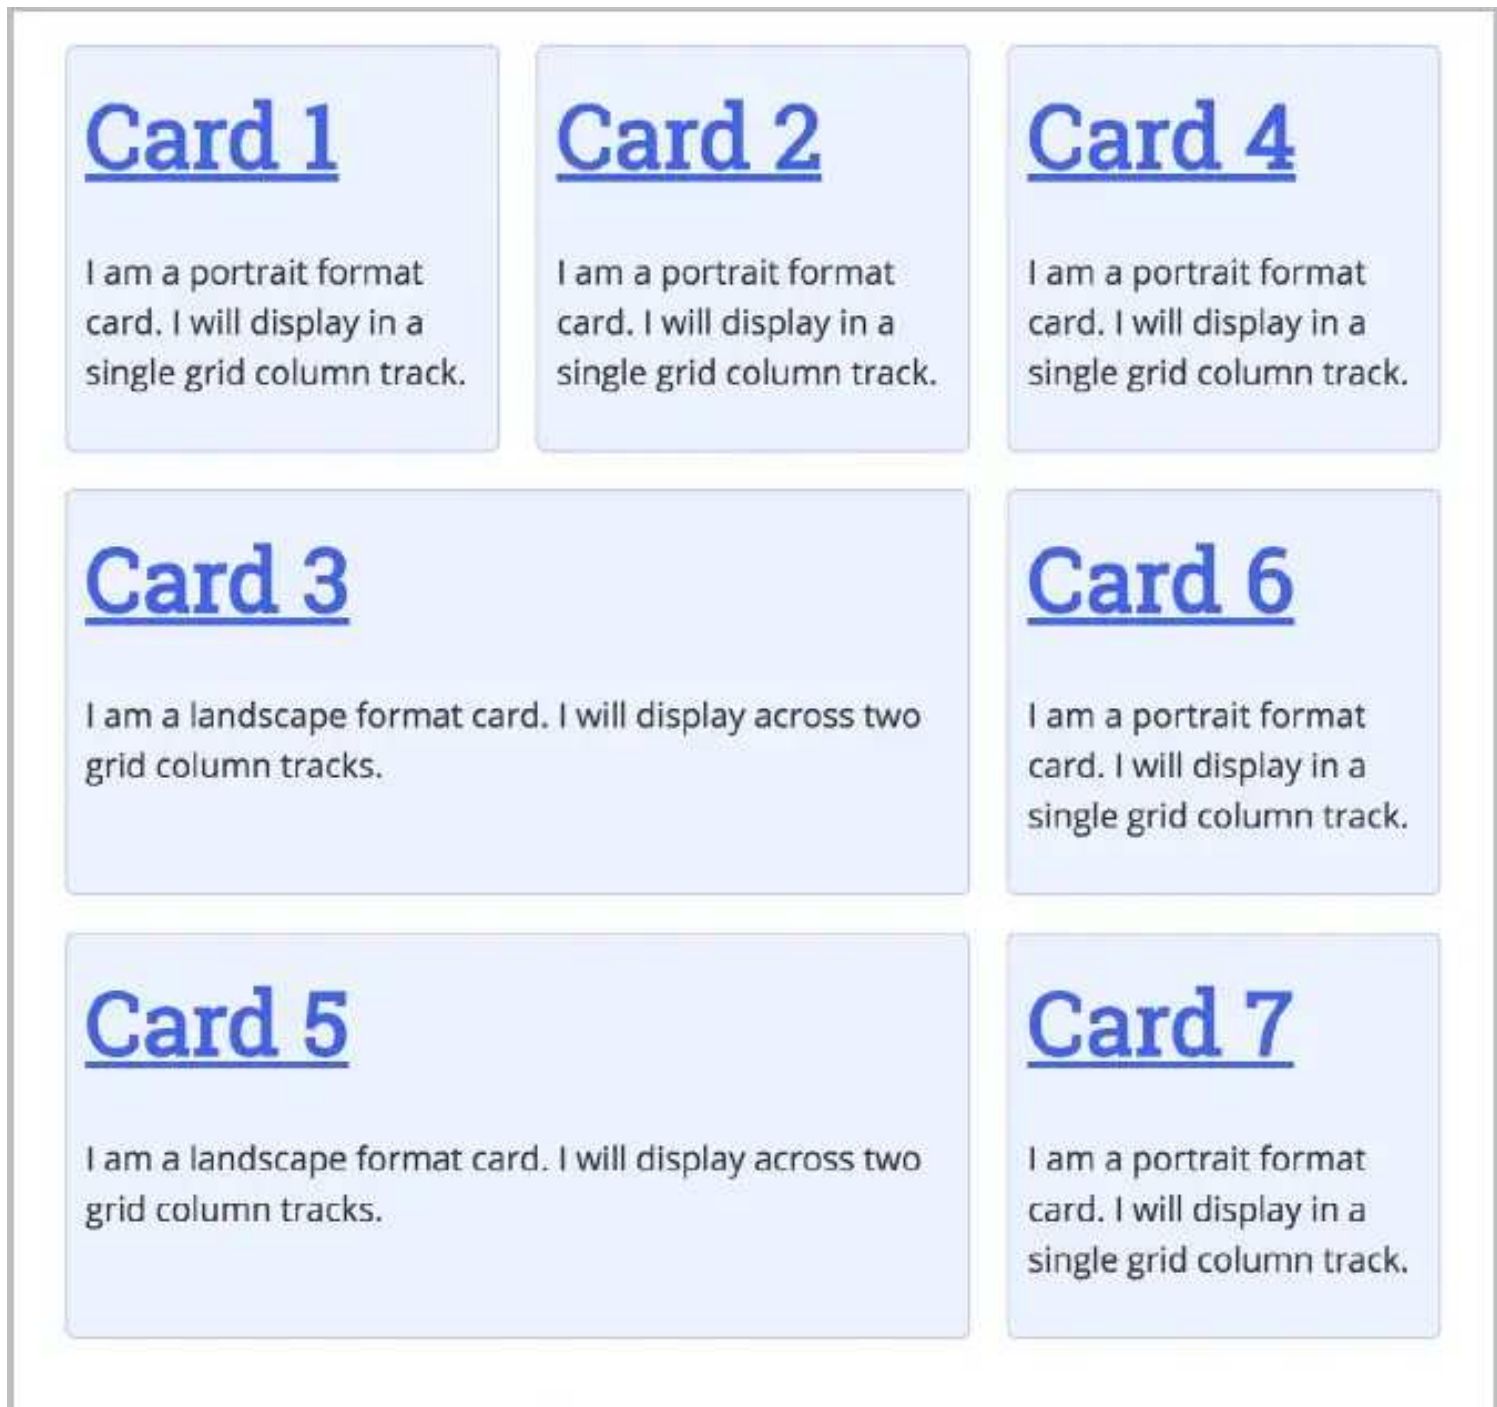 Card 1
I am a portrait format
card. I will display in a
single grid column track.
Card 2
I am a portrait format
card. I will display in a
single grid column track.
Card 4
I am a portrait format
card. I will display in a
single grid column track.
Card 3
I am a landscape format card. I will display across two
grid column tracks.
Card 6
I am a portrait format
card. I will display in a
single grid column track.
Card 5
I am a landscape format card. I will display across two
grid column tracks.
Card 7
I am a portrait format
card. I will display in a
single grid column track.